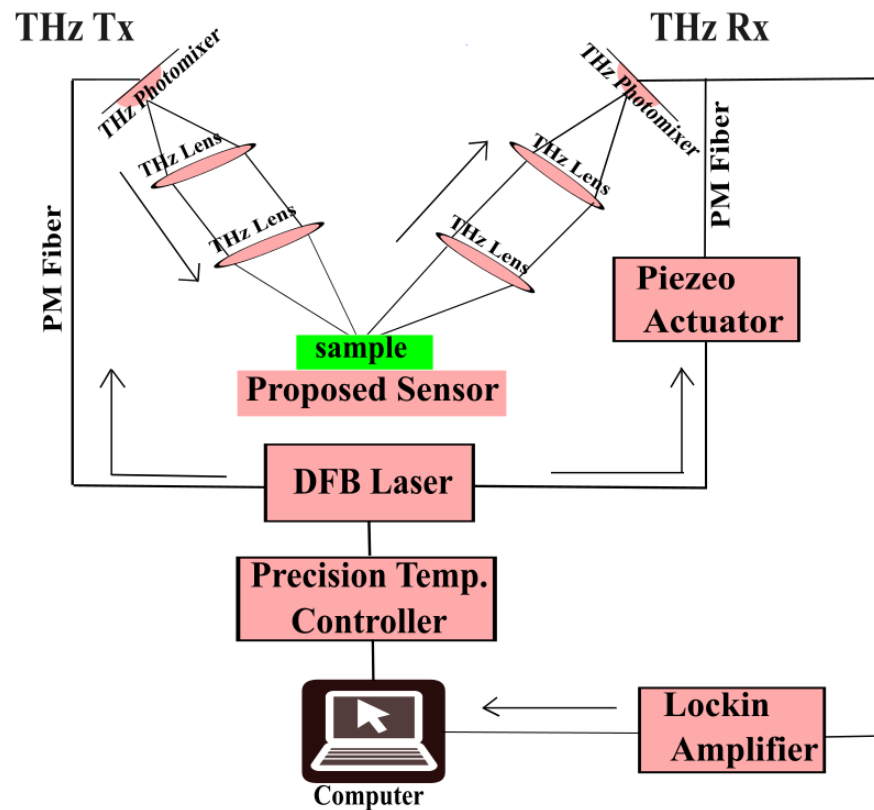 THz Tx
THz Rx
THz Photomixer
THz Photomixer
THz Lens
THz Lens
THz Lens
THz Lens
PM Fiber
PM Fiber
Piezeo
Actuator
sample
Proposed Sensor
DFB Laser
Precision Temp.
Controller
Lockin
Amplifier
Computer